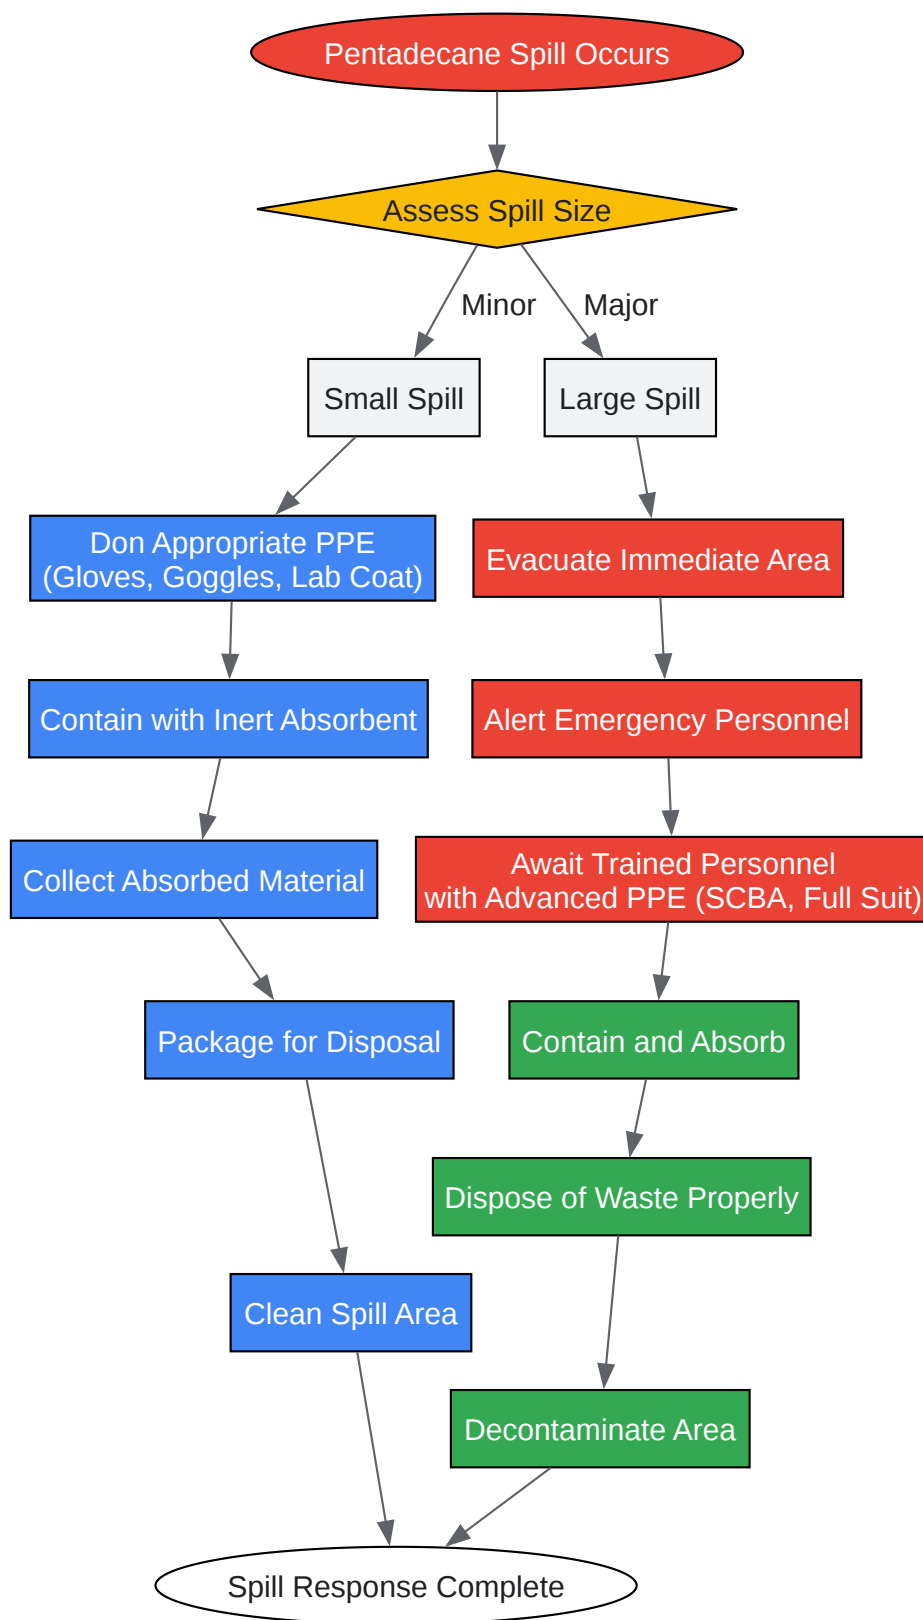 Pentadecane Spill Occurs
Assess Spill Size
Minor
Major
Small Spill
Large Spill
Don Appropriate PPE
(Gloves, Goggles, Lab Coat)
Evacuate Immediate Area
Contain with Inert Absorbent
Alert Emergency Personnel
Collect Absorbed Material
Await Trained Personnel
with Advanced PPE (SCBA, Full Suit)
Package for Disposal
Contain and Absorb
Dispose of Waste Properly
Clean Spill Area
Decontaminate Area
Spill Response Complete